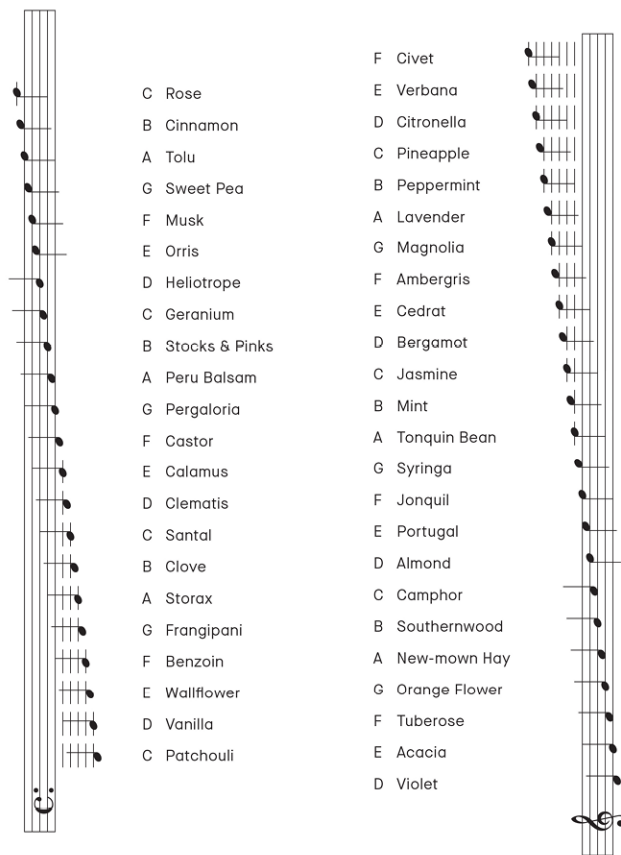 C Rose
B Cinnamon
A Tolu
G Sweet Pea
F Musk
E Orris
D Heliotrope
C Geranium
B Stocks & Pinks
A Peru Balsam
G Pergaloria
F Castor
E Calamus
D Clematis
C Santal
B Clove
A Storax
G Frangipani
F Benzoin
E Wallflower
D Vanilla
C Patchouli
F Civet
E Verbana
D Citronella
C Pineapple
B Peppermint
A Lavender
G Magnolia
F Ambergris
E Cedrat
D Bergamot
C Jasmine
B Mint
A Tonquin Bean
G Syringa
F Jonquil
E Portugal
D Almond
C Camphor
B Southernwood
A New-mown Hay
G Orange Flower
F Tuberose
E Acacia
D Violet